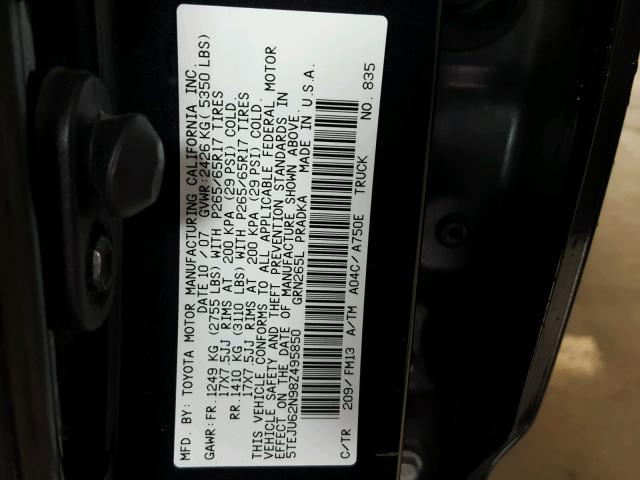 MFD. BY: TOYOTA MOTOR MANUFACTURING CALIFORNIA INC.
DATE 10 / 07 GVWR: 2426 KG( 5350 LBS)
GAWR: FR. 1249 KG (2755 LBS) WITH P265/65R17 TIRES
17X7.5JJ RIMS AT 200 KPA (29 PSI) COLD.
RR. 1410 KG (3110 LBS) WITH P265/65R17 TIRES
17X7.5JJ RIMS AT 200 KPA (29 PSI) COLD.
THIS VEHICLE CONFORMS TO ALL APPLICABLE FEDERAL MOTOR
VEHICLE SAFETY AND THEFT PREVENTION STANDARDS IN
EFFECT ON THE DATE OF MANUFACTURE SHOWN ABOVE.
5TEJU62N98Z495850 GRN265L PRADKA MADE IN U.S.A.
C/TR 209/ FM13 A/TM A04C/ A750E TRUCK NO. 835